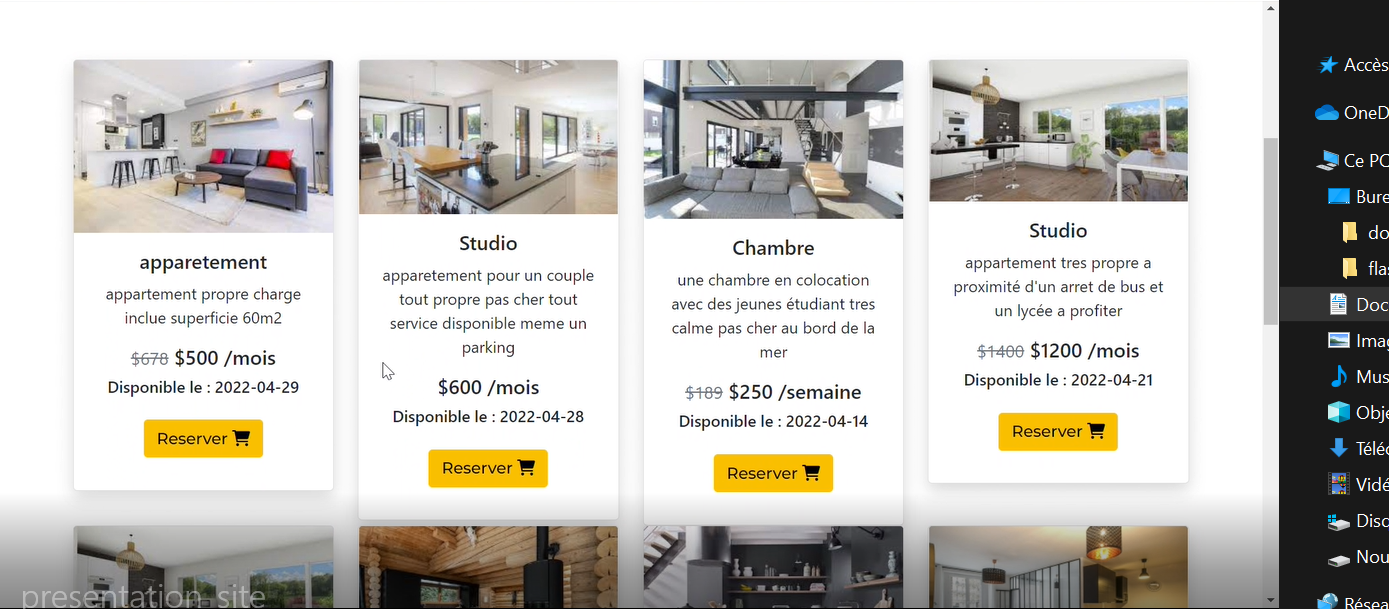 apparetement
appartement propre charge
inclue superficie 60m2
$678 $500 /mois
Disponible le : 2022-04-29
Reserver
Studio
apparetement pour un couple
tout propre pas cher tout
service disponible meme un
parking
$600 /mois
Disponible le : 2022-04-28
Reserver
Chambre
une chambre en colocation
avec des jeunes étudiant tres
calme pas cher au bord de la
mer
$189 $250 /semaine
Disponible le : 2022-04-14
Reserver
Studio
appartement tres propre a
proximité d'un arret de bus et
un lycée a profiter
$1400 $1200 /mois
Disponible le : 2022-04-21
Reserver
presentation_site
Accès
OneD
Ce PC
Bure
do
flas
Doc
Imag
Mus
Obje
Téléc
Vidé
Disq
Nou
Résea